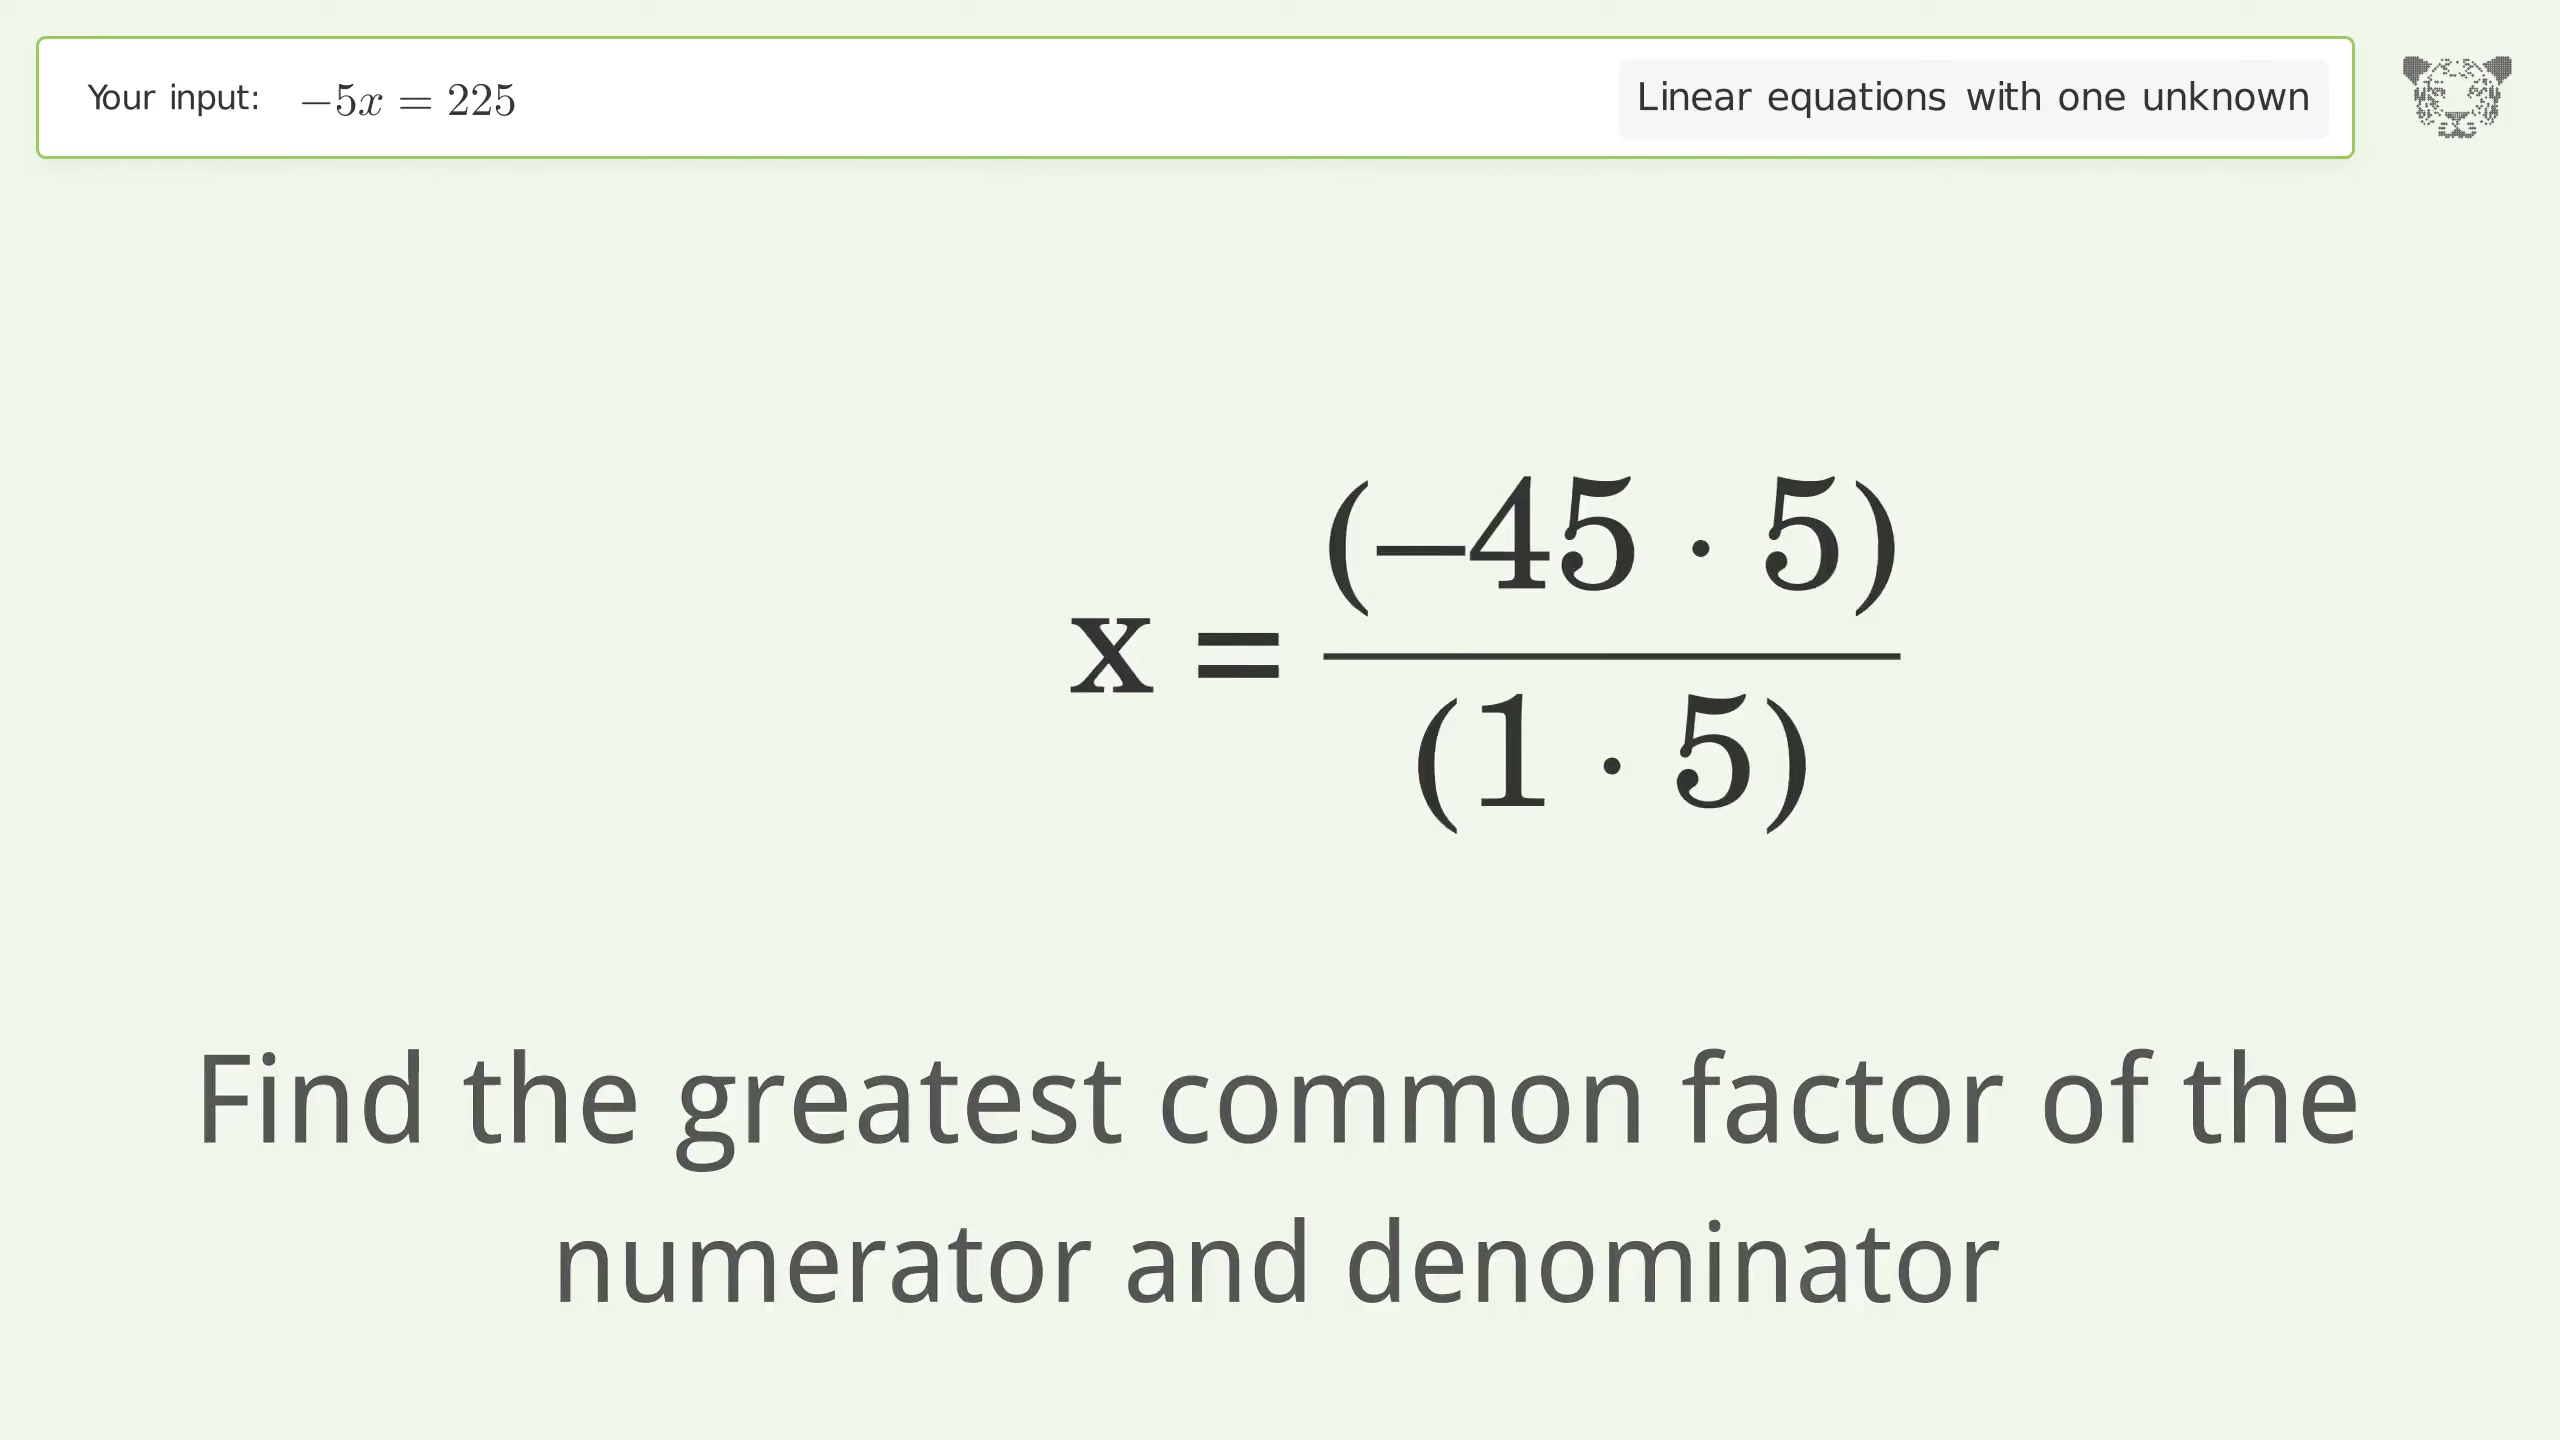 Your input: −5x = 225
Linear equations with one unknown
x = (−45 · 5)
(1 · 5)
Find the greatest common factor of the
numerator and denominator